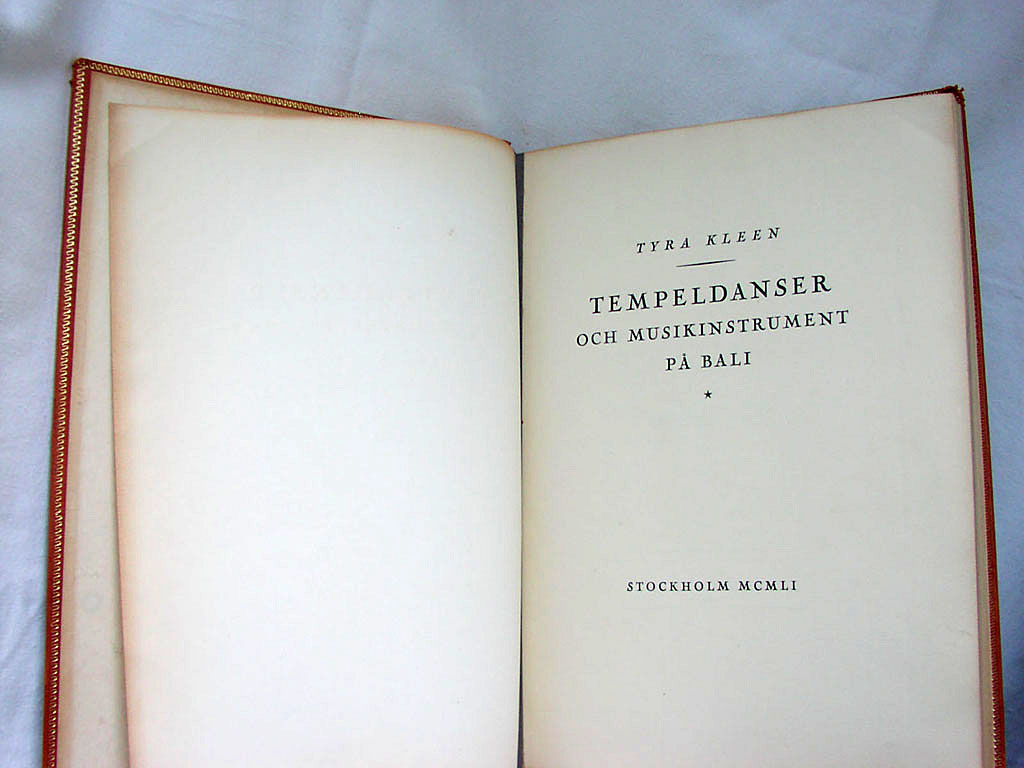 TYRA KLEEN
TEMPELDANSER
OCH MUSIKINSTRUMENT
PÅ BALI
STOCKHOLM MCMLI